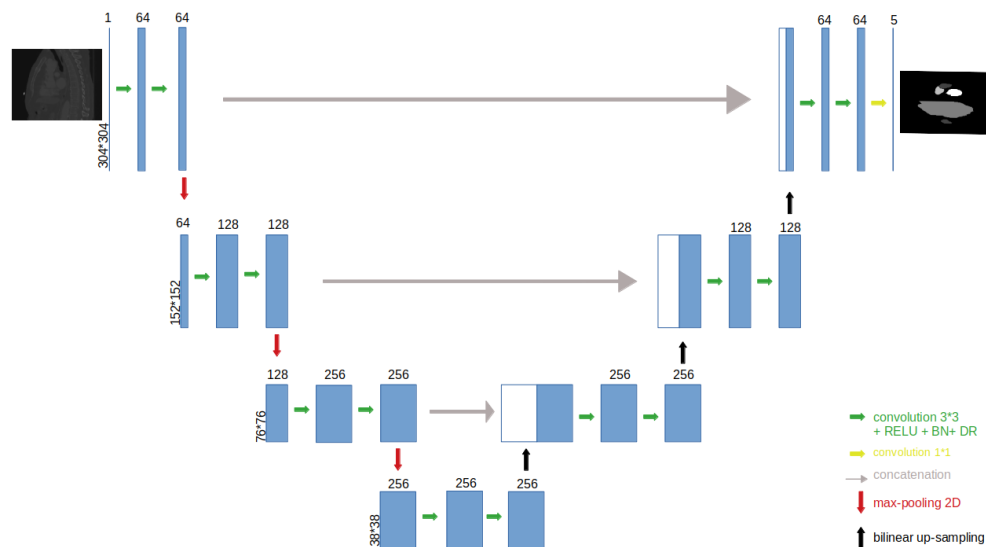 1 64 64
304*304
64 64 5
64 128 128
152*152
128 128
128 256 256
76*76
256 256
256 256 256
38*38
convolution 3*3
+ RELU + BN+ DR
convolution 1*1
concatenation
max-pooling 2D
bilinear up-sampling